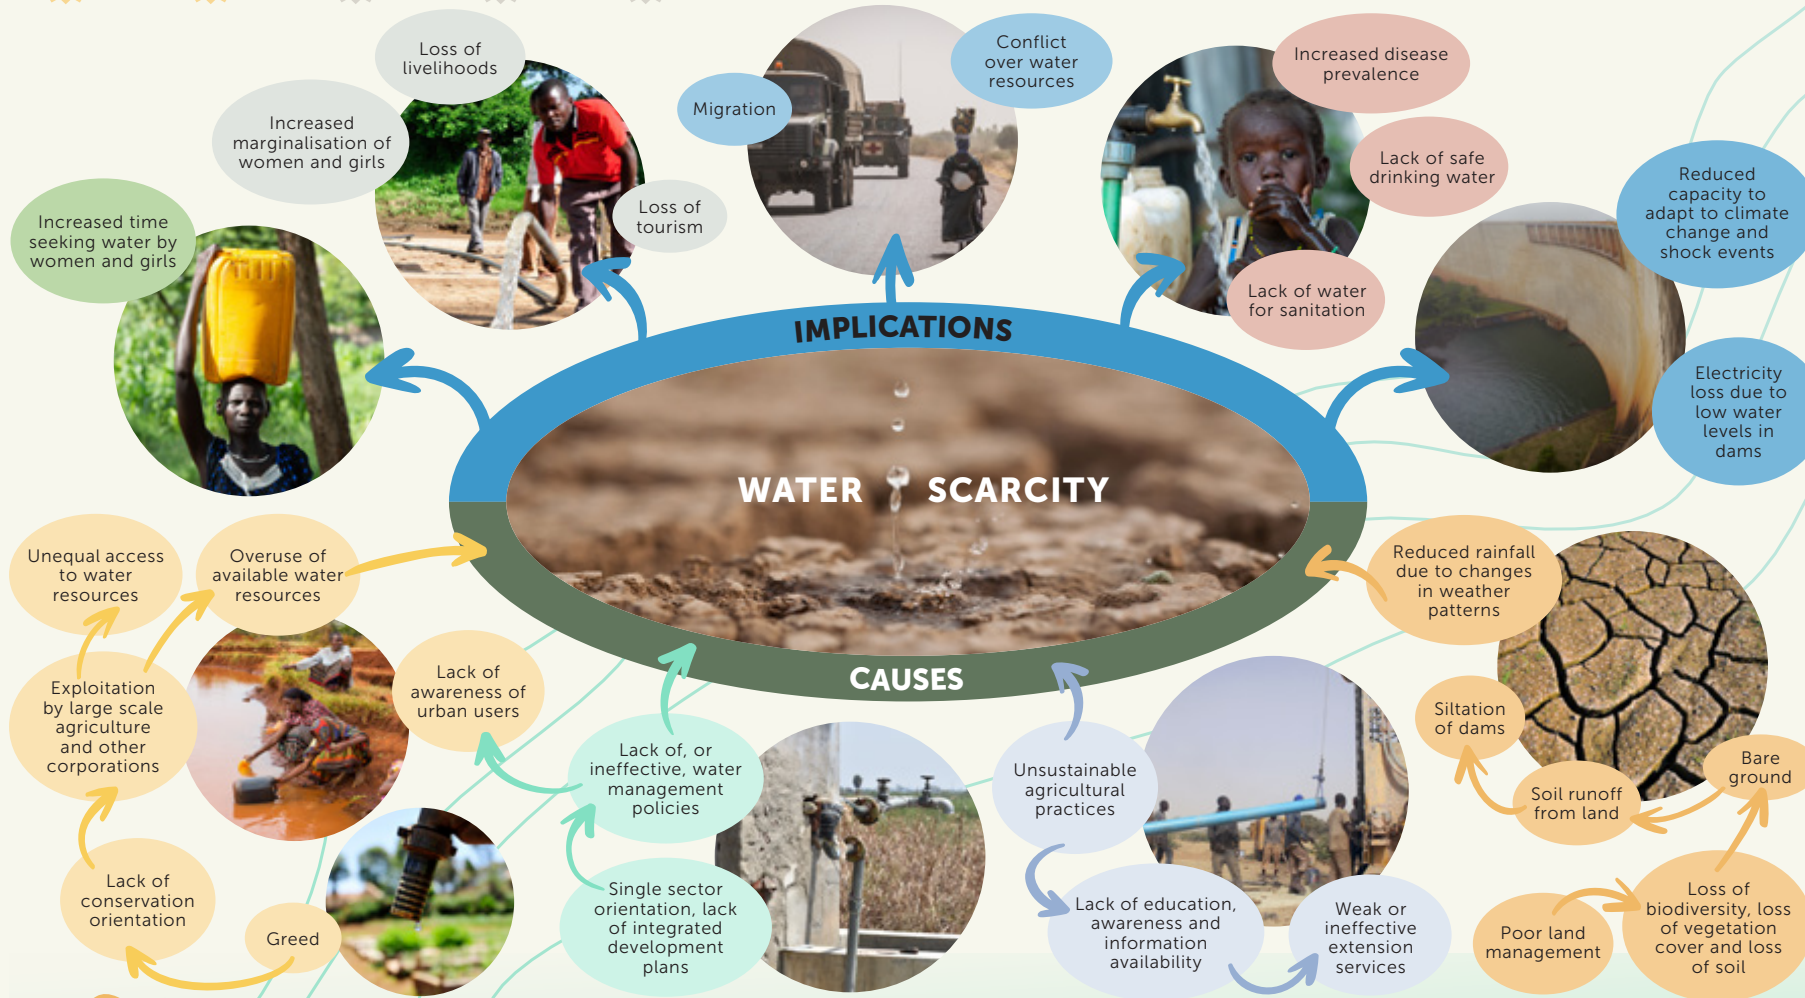 Loss of
livelihoods
Increased
marginalisation of
women and girls
Loss of
tourism
Increased time
seeking water by
women and girls
Migration
Conflict
over water
resources
Increased disease
prevalence
Lack of safe
drinking water
Lack of water
for sanitation
Reduced
capacity to
adapt to climate
change and
shock events
Electricity
loss due to
low water
levels in
dams
IMPLICATIONS
WATER SCARCITY
CAUSES
Unequal access
to water
resources
Overuse of
available water
resources
Exploitation
by large scale
agriculture
and other
corporations
Lack of
awareness of
urban users
Lack of
conservation
orientation
Greed
Lack of, or
ineffective, water
management
policies
Single sector
orientation, lack
of integrated
development
plans
Unsustainable
agricultural
practices
Lack of education,
awareness and
information
availability
Weak or
ineffective
extension
services
Reduced rainfall
due to changes
in weather
patterns
Siltation
of dams
Soil runoff
from land
Bare
ground
Poor land
management
Loss of
biodiversity, loss
of vegetation
cover and loss
of soil